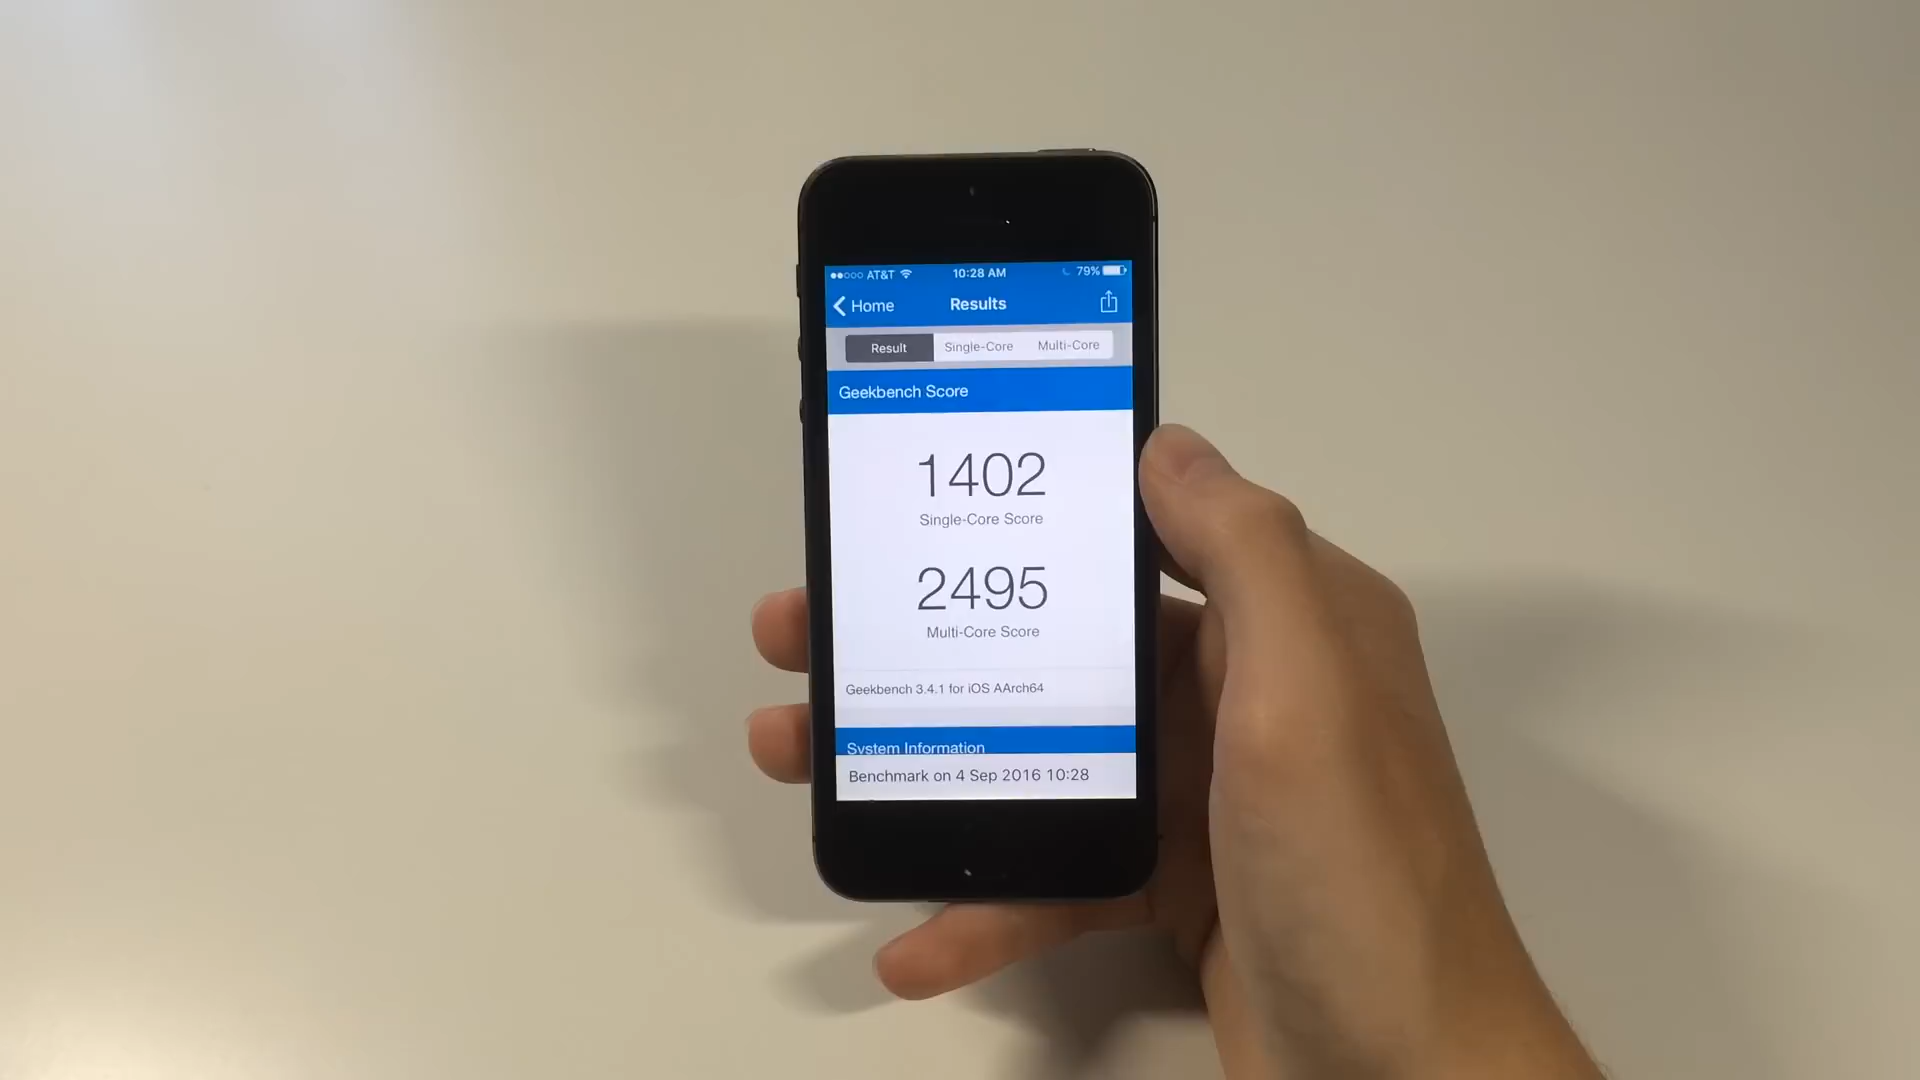 AT&T 10:28 AM 79%
Home Results
Result Single-Core Multi-Core
Geekbench Score
1402
Single-Core Score
2495
Multi-Core Score
Geekbench 3.4.1 for iOS AArch64
System Information
Benchmark on 4 Sep 2016 10:28